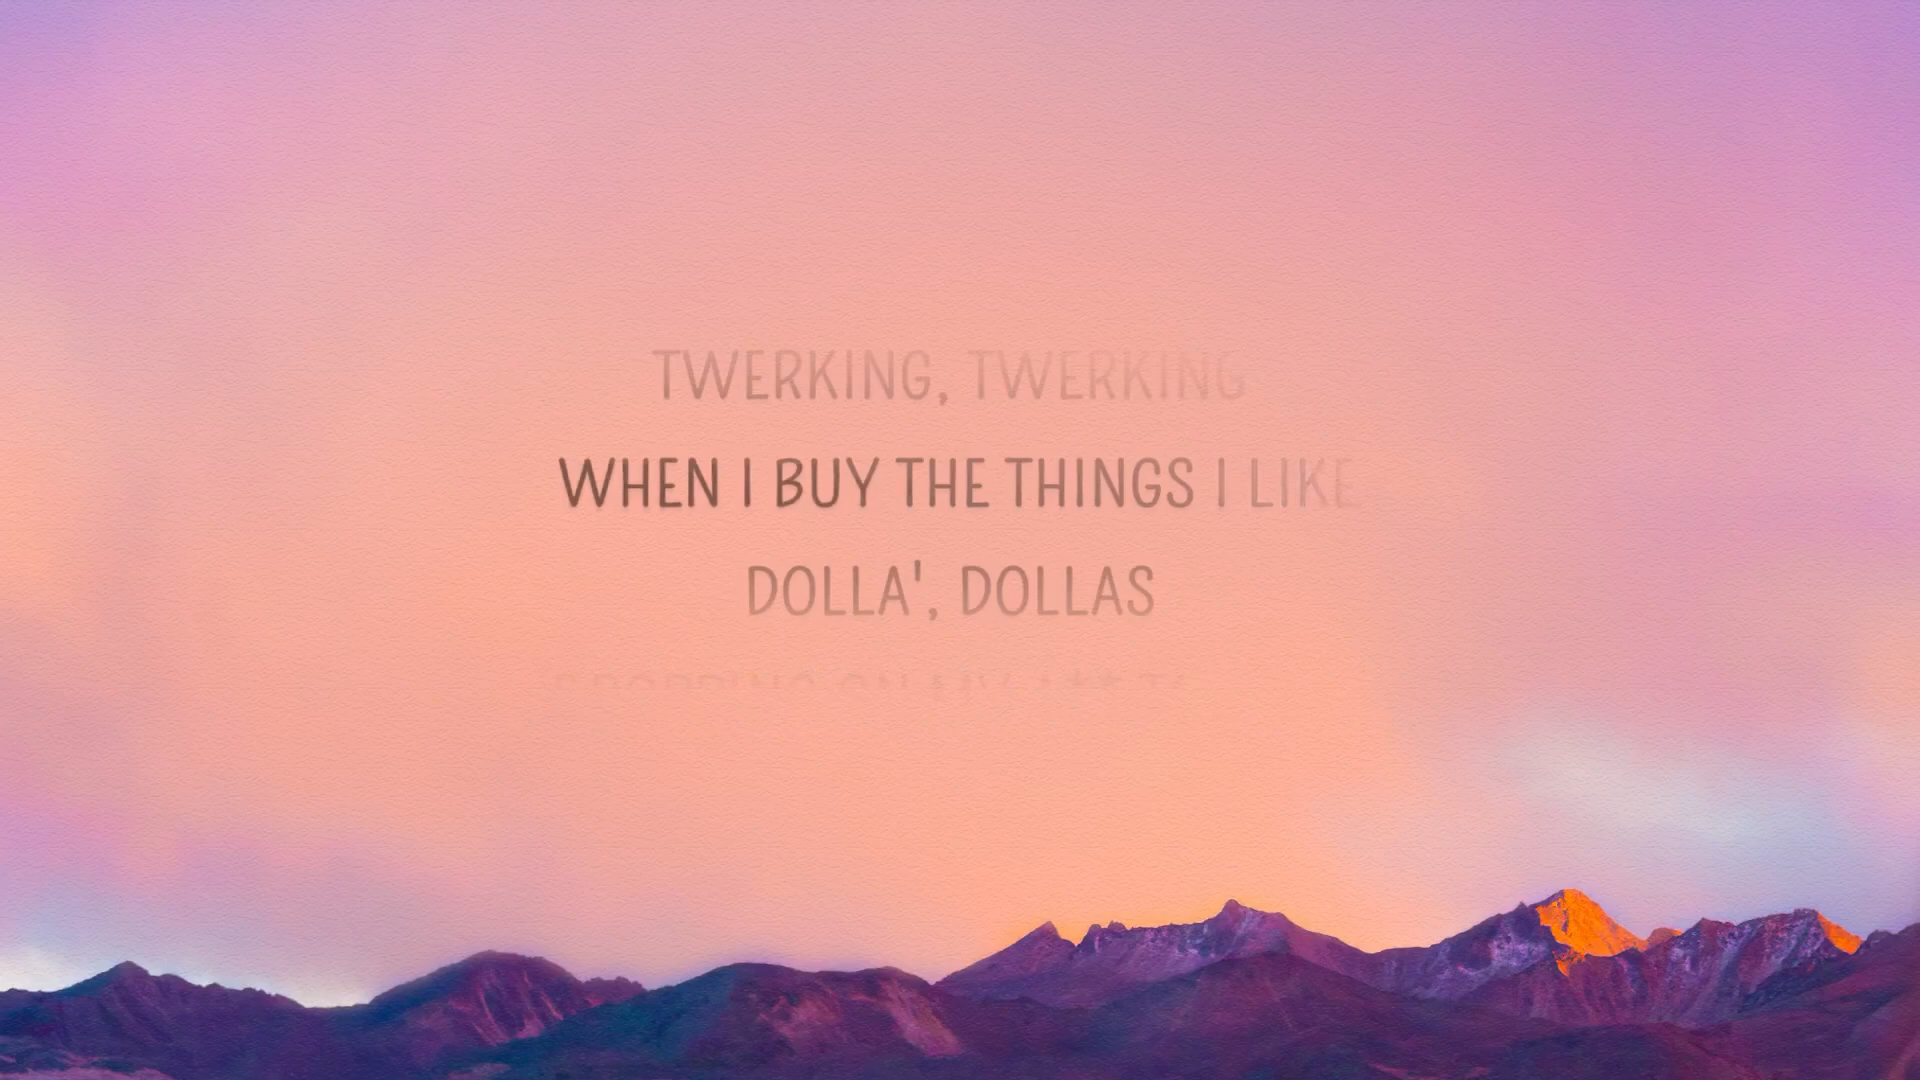 TWERKING, TWERKING
WHEN I BUY THE THINGS I LIKE
DOLLA', DOLLAS